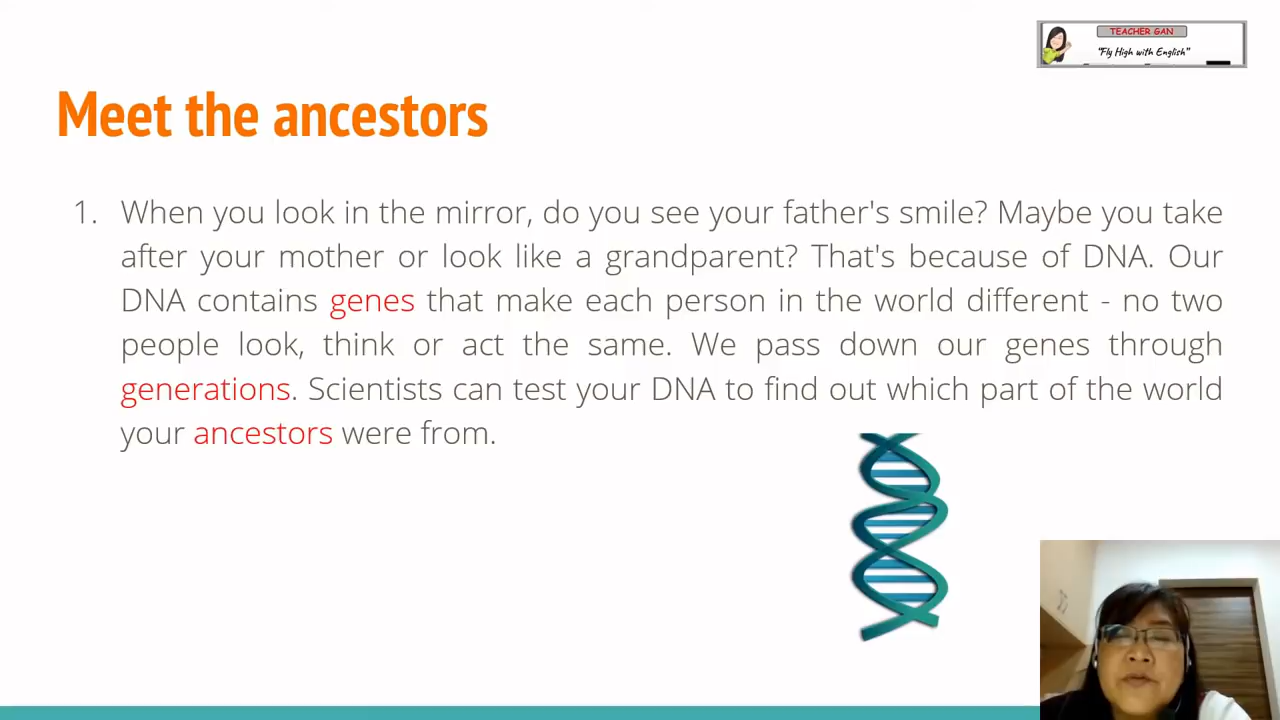 TEACHER GAN
"Fly High with English"
Meet the ancestors
1. When you look in the mirror, do you see your father's smile? Maybe you take
after your mother or look like a grandparent? That's because of DNA. Our
DNA contains genes that make each person in the world different - no two
people look, think or act the same. We pass down our genes through
generations. Scientists can test your DNA to find out which part of the world
your ancestors were from.